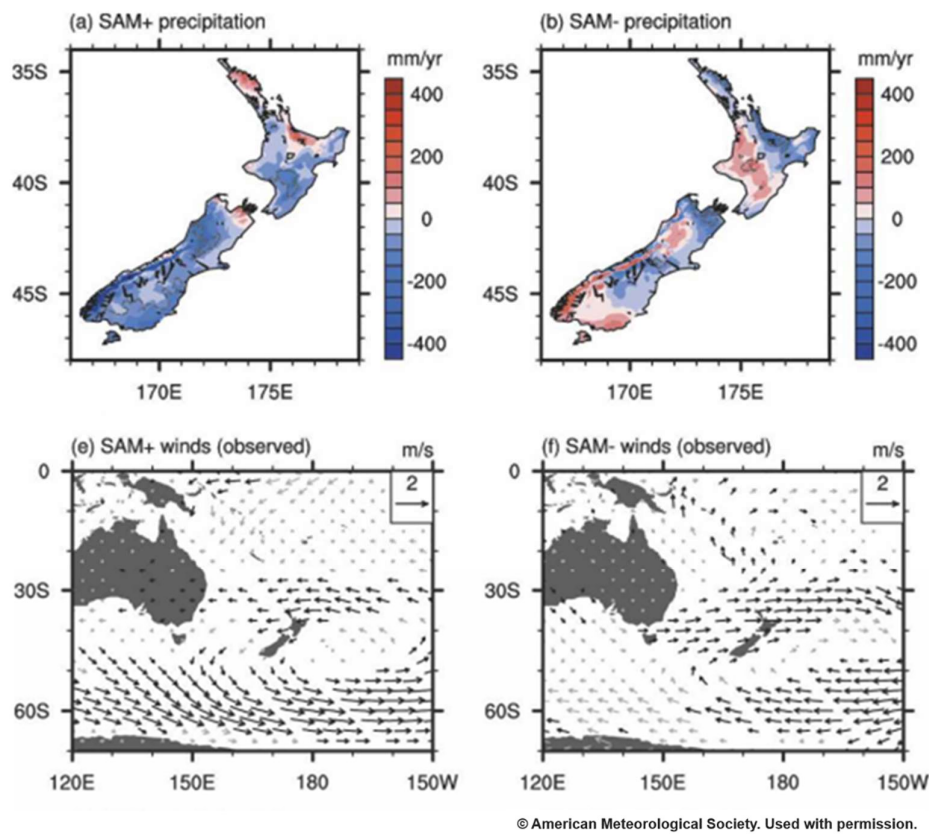 (a) SAM+ precipitation
(b) SAM- precipitation
mm/yr
mm/yr
35S
400
35S
400
200
200
40S
0
40S
0
-200
-200
45S
45S
-400
-400
170E
175E
170E
175E
(e) SAM+ winds (observed)
m/s
(f) SAM- winds (observed)
m/s
0
2
0
2
30S
30S
60S
60S
120E
150E
180
150W
120E
150E
180
150W
© American Meteorological Society. Used with permission.